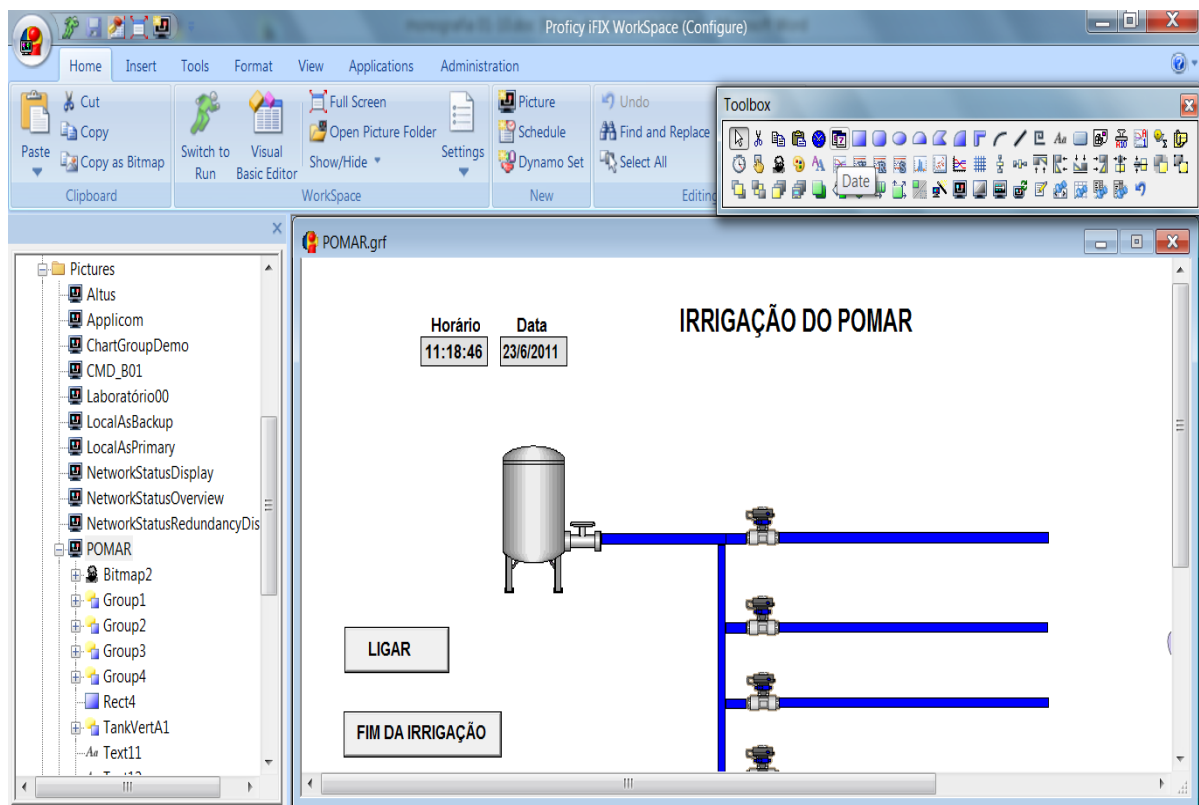 Proficy iFIX WorkSpace (Configure)
Home Insert Tools Format View Applications Administration
Paste
Cut
Copy
Copy as Bitmap
Clipboard
Switch to Run
Visual Basic Editor
Full Screen
Open Picture Folder
Show/Hide
Settings
WorkSpace
Picture
Schedule
Dynamo Set
New
Undo
Find and Replace
Select All
Editing
Toolbox
Date
Pictures
Altus
Applicom
ChartGroupDemo
CMD_B01
Laboratório00
LocalAsBackup
LocalAsPrimary
NetworkStatusDisplay
NetworkStatusOverview
NetworkStatusRedundancyDis
POMAR
Bitmap2
Group1
Group2
Group3
Group4
Rect4
TankVertA1
Text11
POMAR.grf
IRRIGAÇÃO DO POMAR
Horário Data
11:18:46 23/6/2011
LIGAR
FIM DA IRRIGAÇÃO